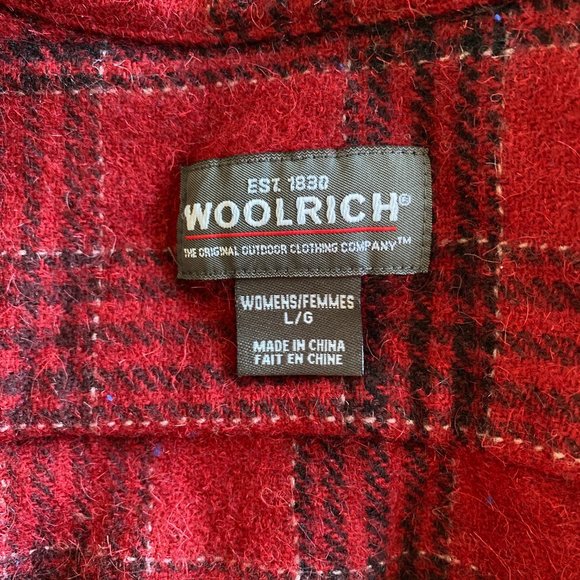 EST. 1830
WOOLRICH®
THE ORIGINAL OUTDOOR CLOTHING COMPANY™
WOMENS/FEMMES
L/G
MADE IN CHINA
FAIT EN CHINE